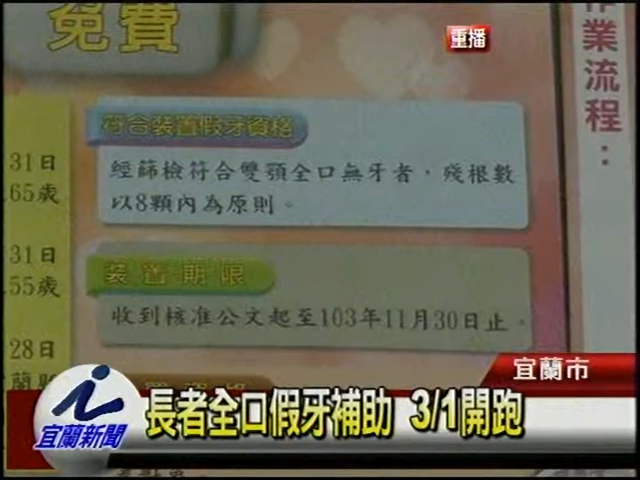 免費
重播
作業流程：
符合裝置假牙資格
31日
65歲
經篩檢符合雙顎全口無牙者，殘根數
以8顆內為原則。
31日
55歲
裝置期限
收到核准公文起至103年11月30日止。
28日
宜蘭市
長者全口假牙補助 3/1開跑
宜蘭新聞